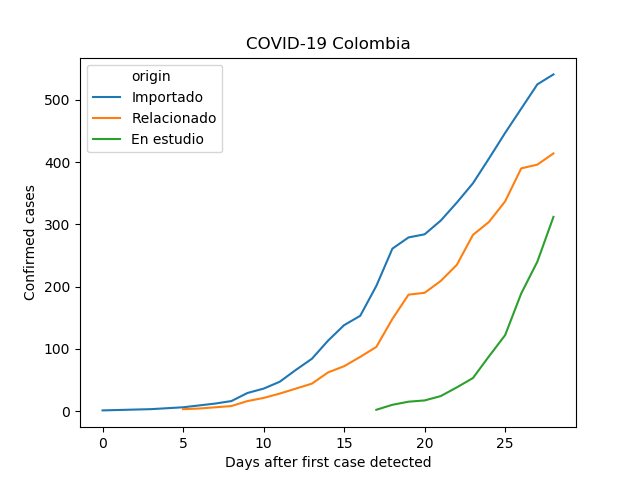 COVID-19 Colombia
origin
Importado
Relacionado
En estudio
500
400
300
200
100
0
Confirmed cases
0 5 10 15 20 25
Days after first case detected